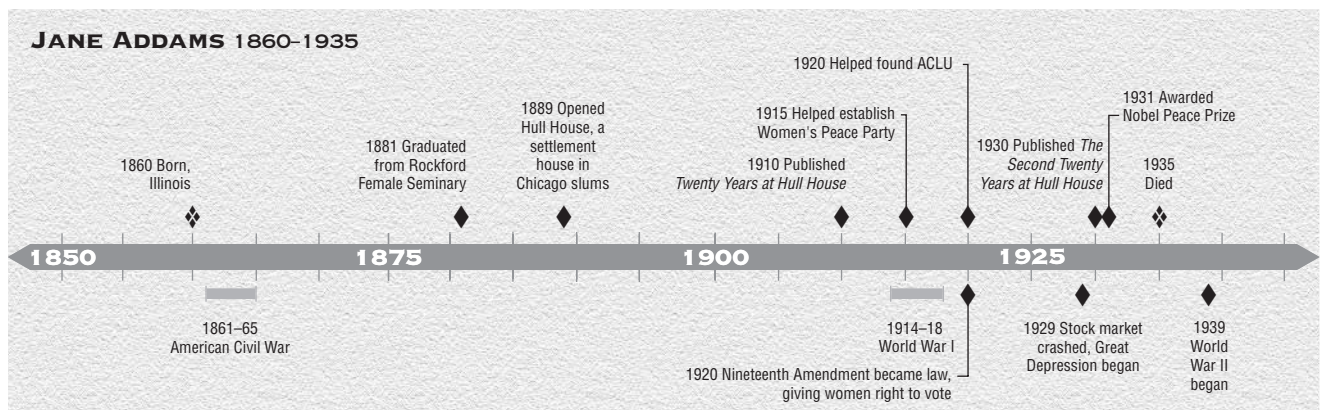 JANE ADDAMS 1860–1935
1860 Born,
Illinois
1881 Graduated
from Rockford
Female Seminary
1889 Opened
Hull House, a
settlement
house in
Chicago slums
1910 Published
Twenty Years at Hull House
1915 Helped establish
Women's Peace Party
1920 Helped found ACLU
1930 Published The
Second Twenty
Years at Hull House
1931 Awarded
Nobel Peace Prize
1935
Died
1850
1875
1900
1925
1861–65
American Civil War
1914–18
World War I
1920 Nineteenth Amendment became law,
giving women right to vote
1929 Stock market
crashed, Great
Depression began
1939
World
War II
began